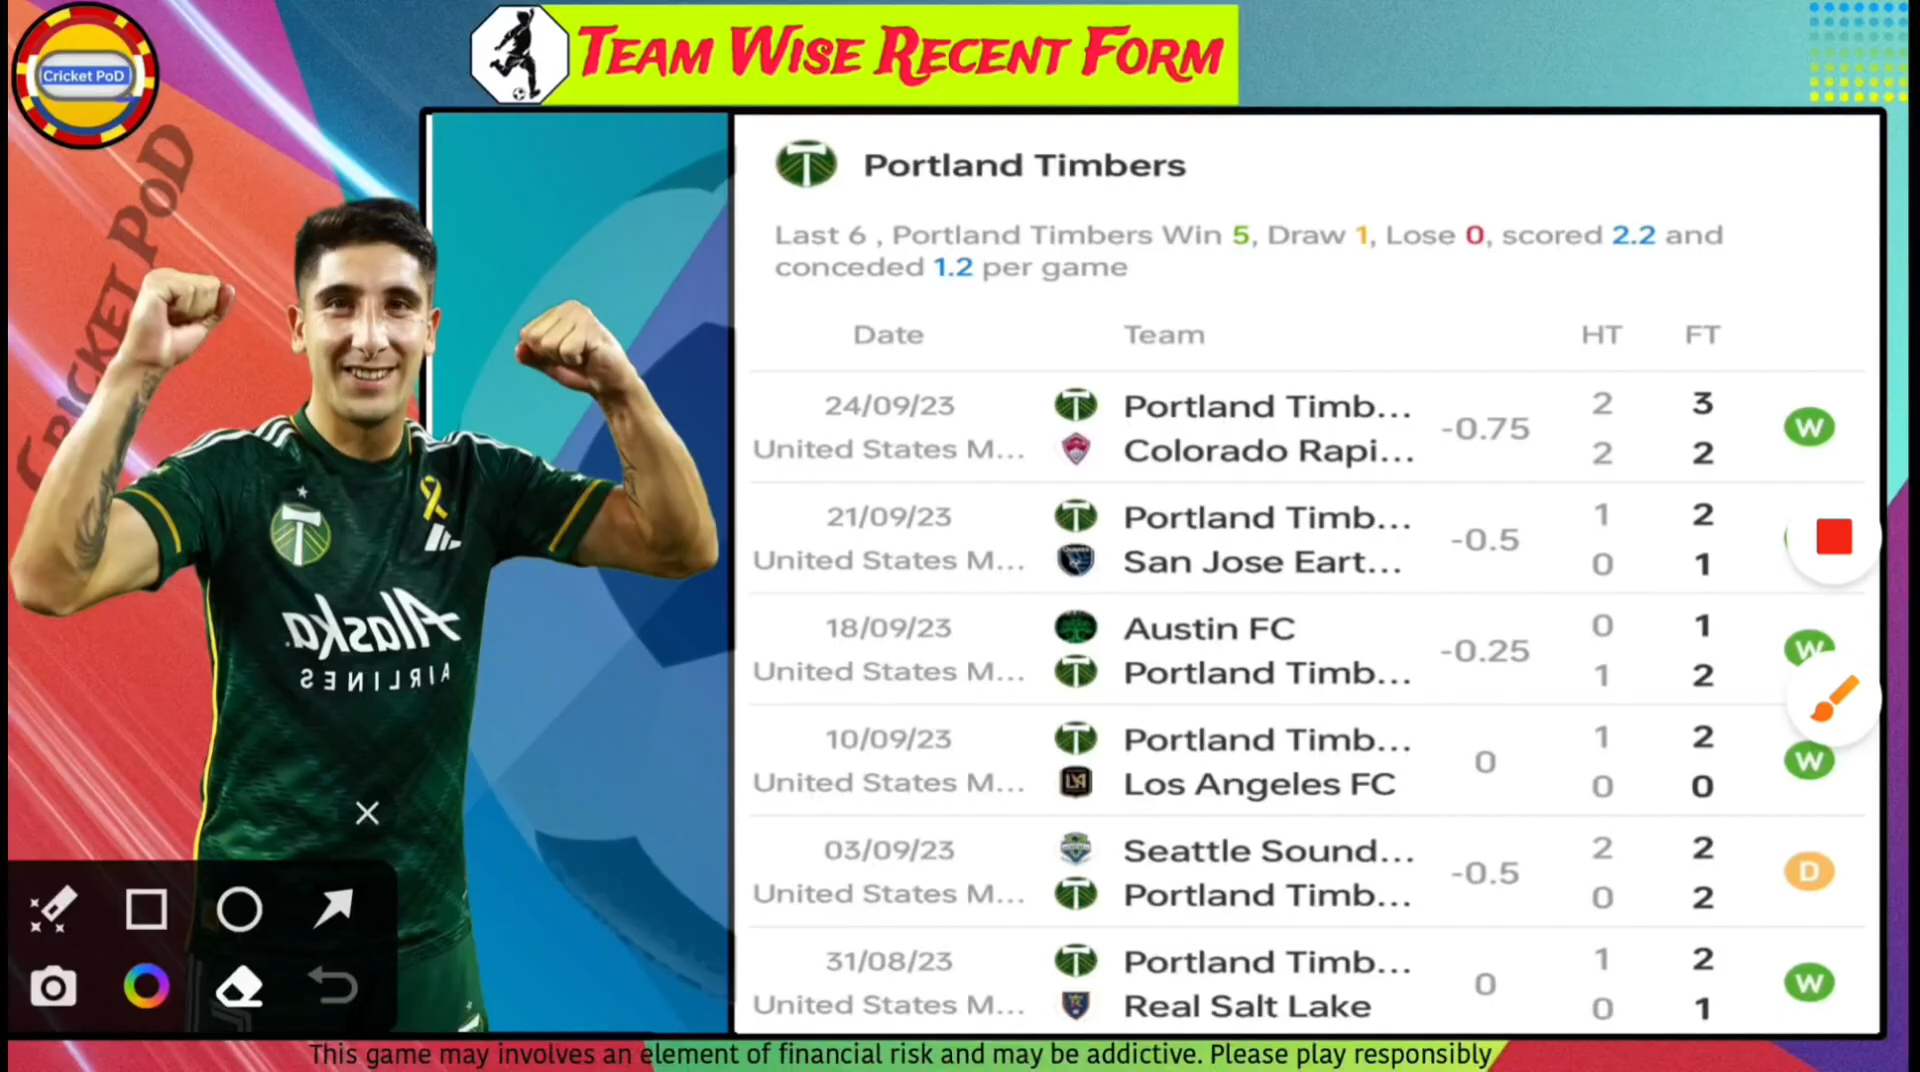 Cricket PoD
TEAM WISE RECENT FORM
CRICKET POD
Portland Timbers
Last 6 , Portland Timbers Win 5, Draw 1, Lose 0, scored 2.2 and
conceded 1.2 per game
Date Team HT FT
24/09/23 Portland Timb... 2 3
United States M... Colorado Rapi... -0.75 2 2 W
21/09/23 Portland Timb... 1 2
United States M... San Jose Eart... -0.5 0 1
18/09/23 Austin FC 0 1
United States M... Portland Timb... -0.25 1 2 W
10/09/23 Portland Timb... 1 2
United States M... Los Angeles FC 0 0 0 W
LA
03/09/23 Seattle Sound... 2 2
United States M... Portland Timb... -0.5 0 2 D
31/08/23 Portland Timb... 1 2
United States M... Real Salt Lake 0 0 1 W
Alaska
AIRLINES
This game may involves an element of financial risk and may be addictive. Please play responsibly